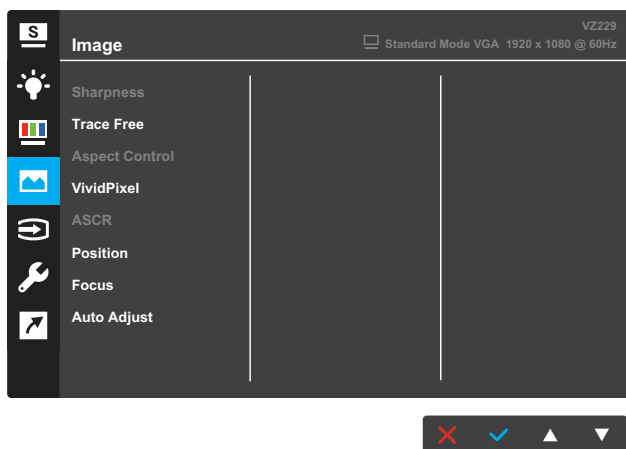 S
VZ229
Image
Standard Mode VGA 1920 x 1080 @ 60Hz
Sharpness
Trace Free
Aspect Control
VividPixel
ASCR
Position
Focus
Auto Adjust